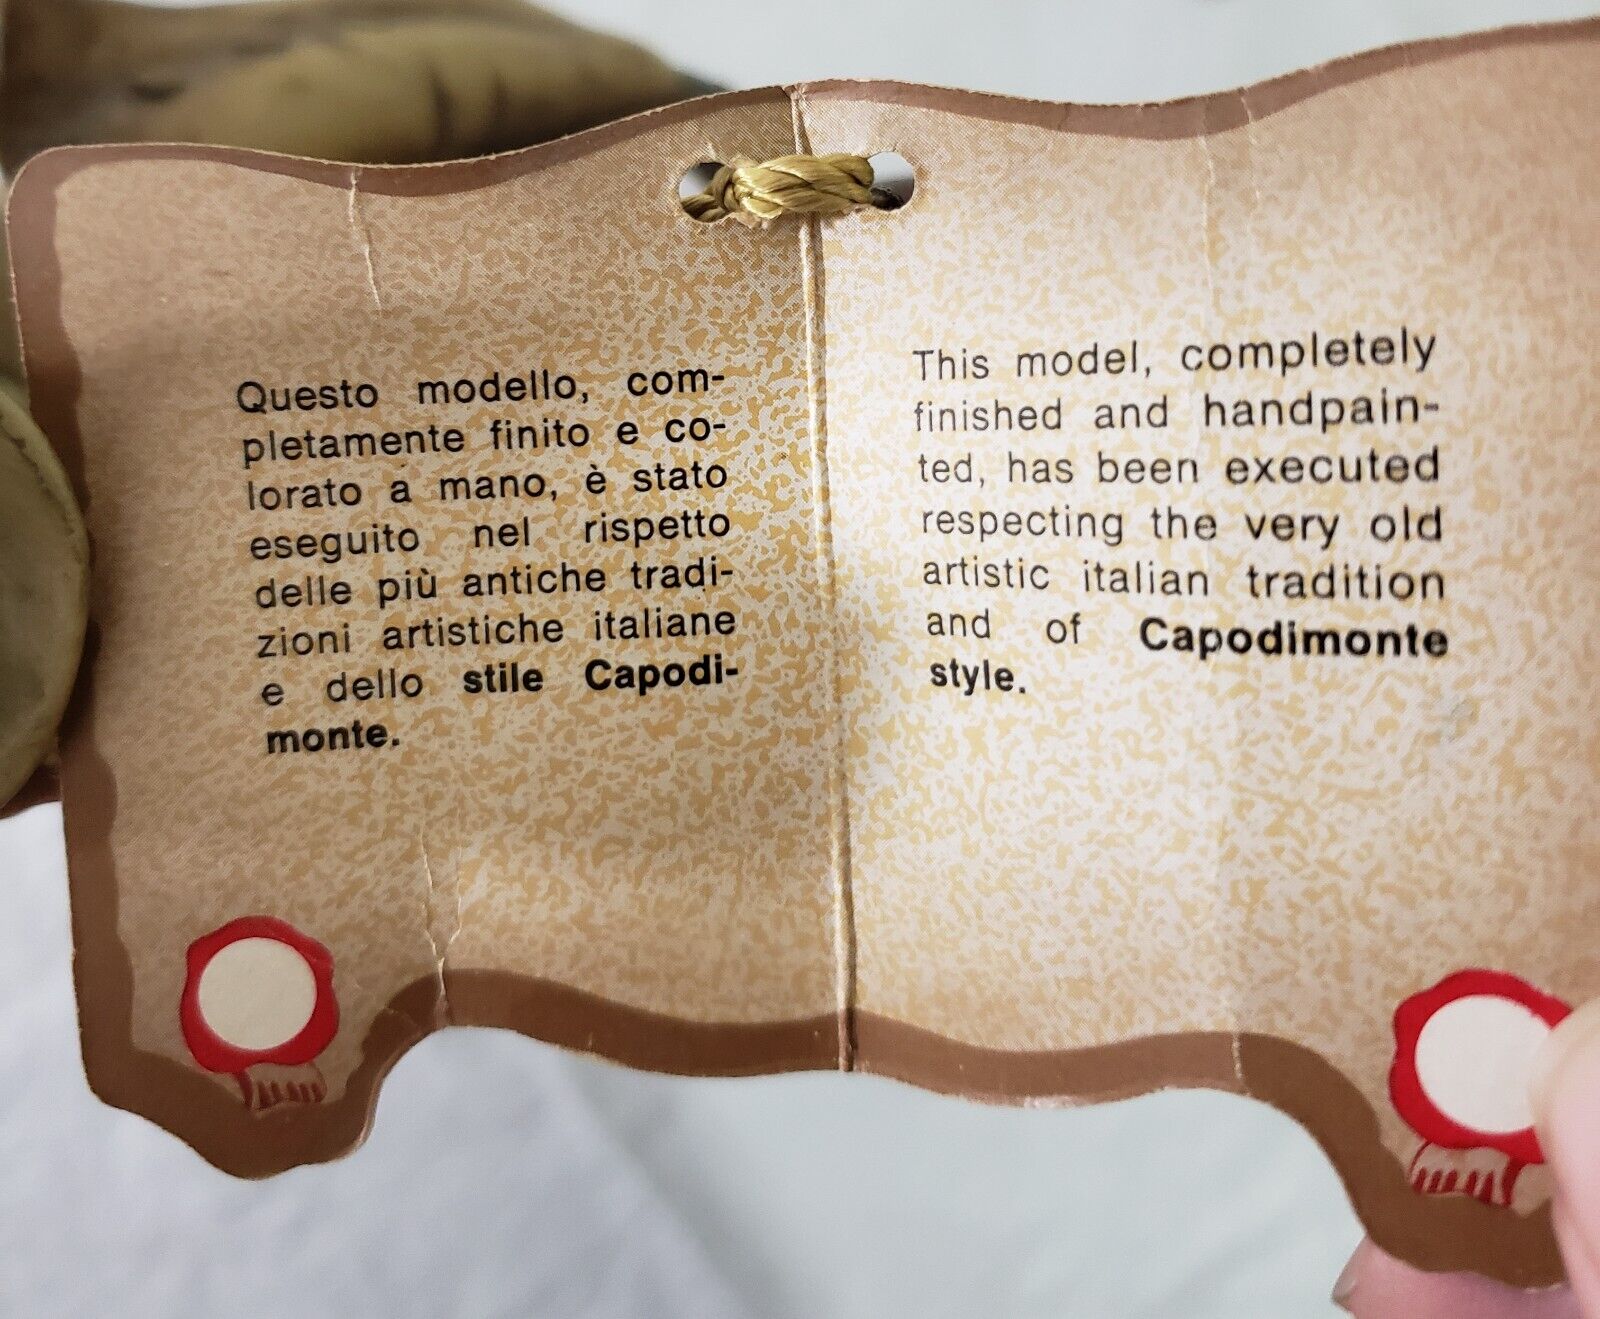 Questo modello, com-
pletamente finito e co-
lorato a mano, è stato
eseguito nel rispetto
delle più antiche tradi-
zioni artistiche italiane
e dello stile Capodi-
monte.
This model, completely
finished and handpain-
ted, has been executed
respecting the very old
artistic italian tradition
and of Capodimonte
style.